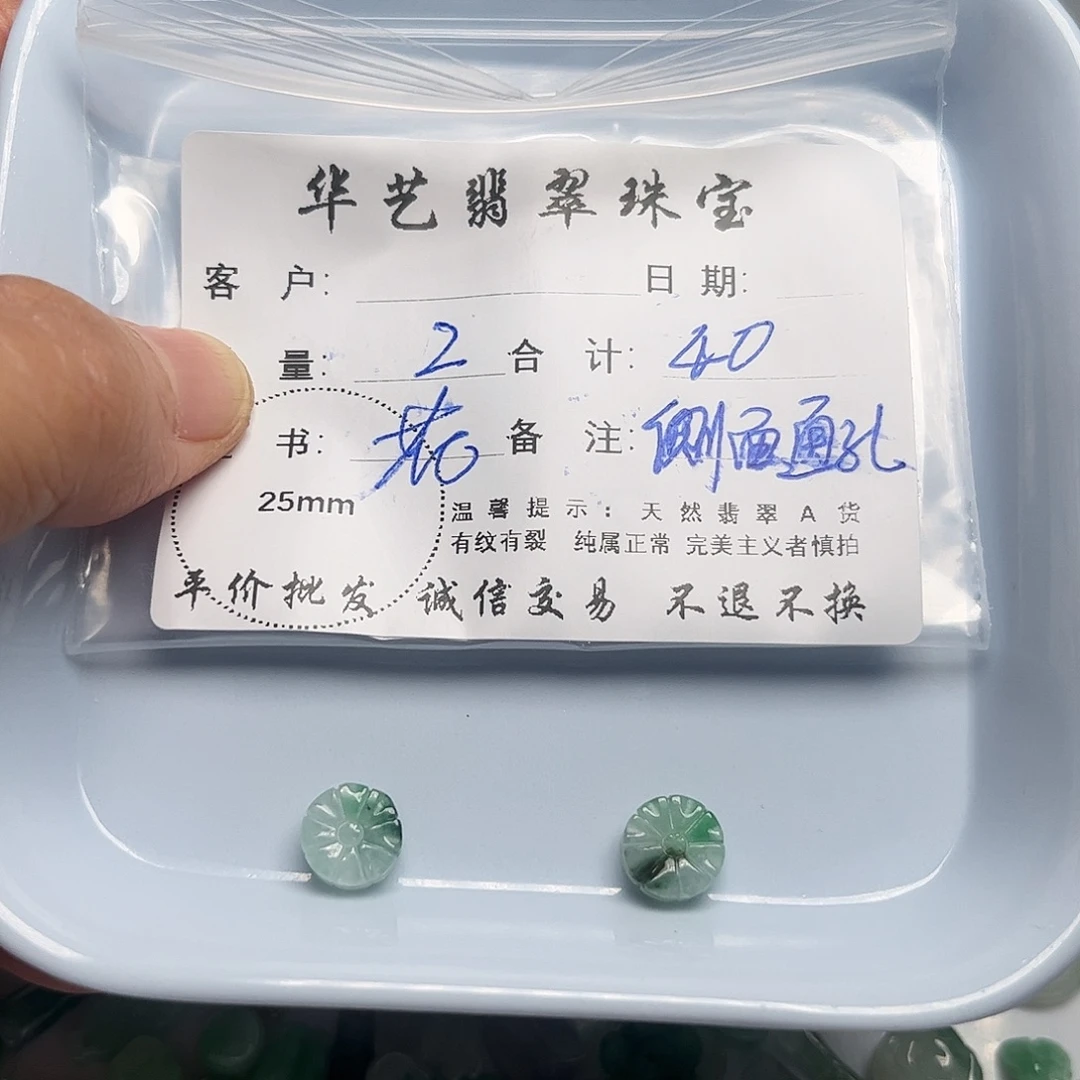 华艺翡翠珠宝
客 户: 日 期:
量: 2 合 计: 40
书: 备 注: 侧面通孔
25mm
温馨提示: 天然翡翠A货
有纹有裂 纯属正常 完美主义者慎拍
平价批发 诚信交易 不退不换